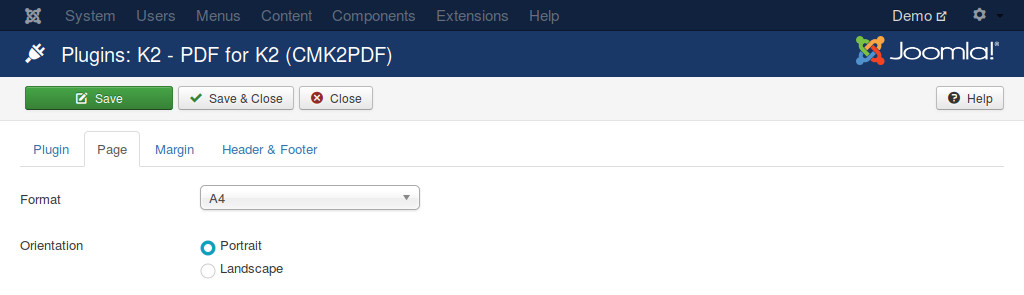 System Users Menus Content Components Extensions Help Demo
Plugins: K2 - PDF for K2 (CMK2PDF) Joomla!®
Save Save & Close Close Help
Plugin Page Margin Header & Footer
Format A4
Orientation Portrait
Landscape